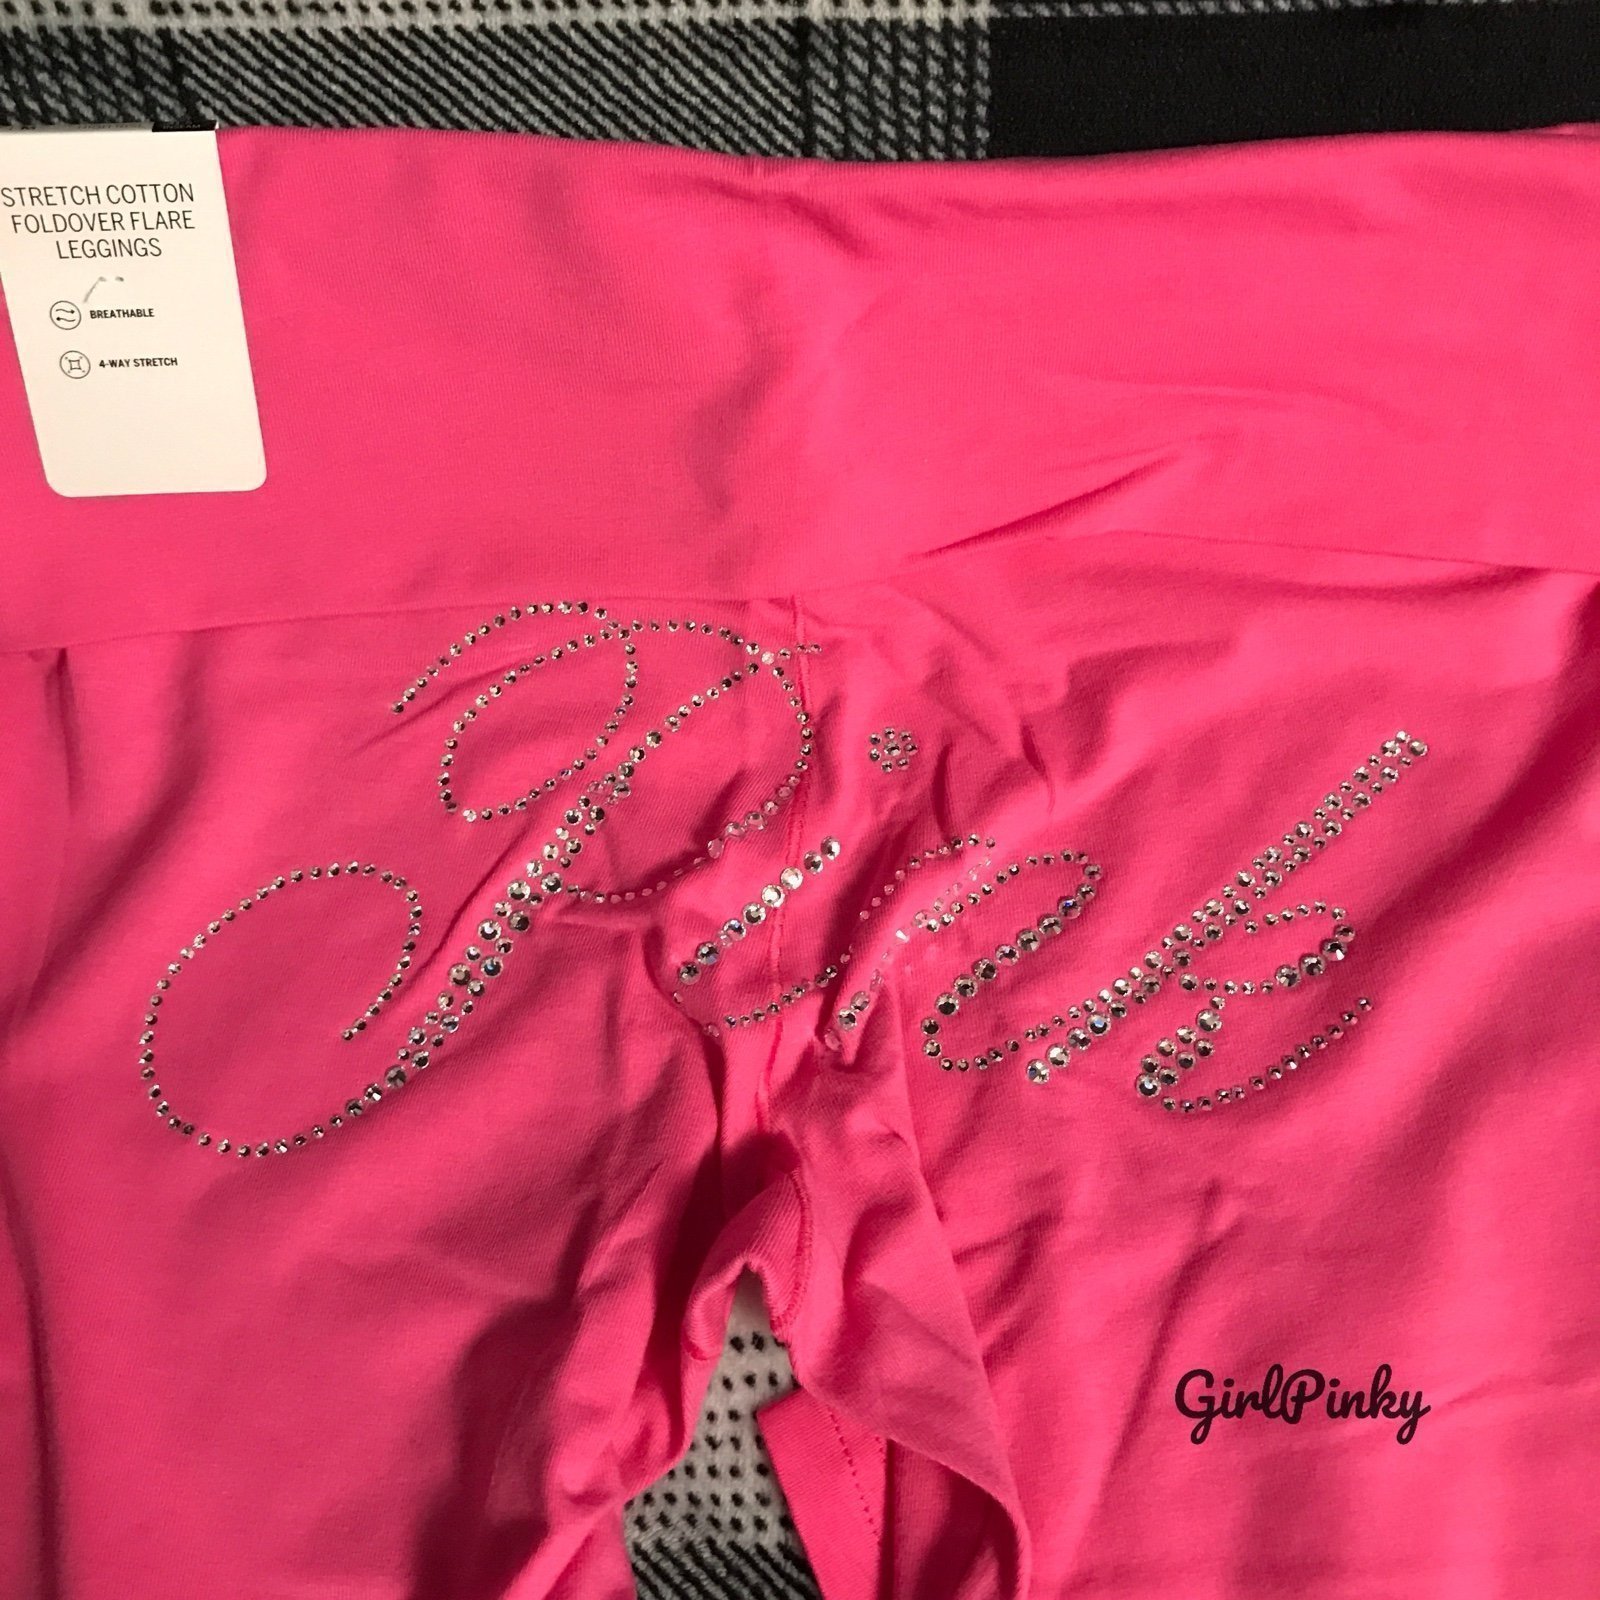 STRETCH COTTON
FOLDOVER FLARE
LEGGINGS
BREATHABLE
4-WAY STRETCH
Pink
GirlPinky